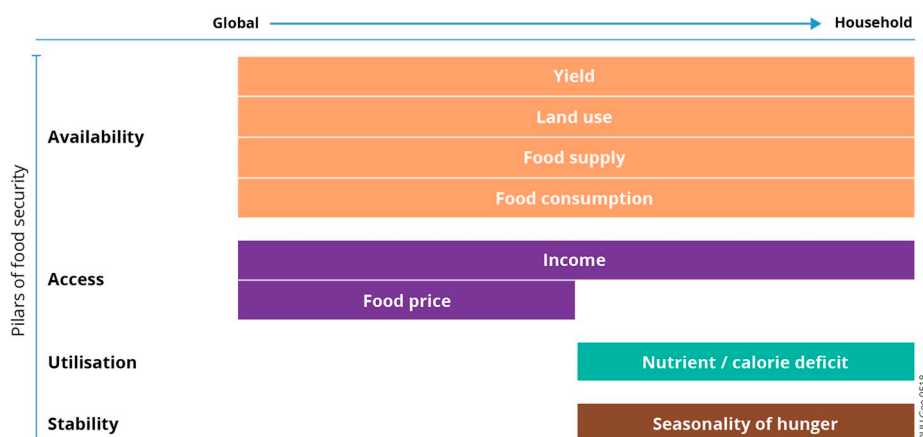 Global
Household
Pilars of food security
Availability
Yield
Land use
Food supply
Food consumption
Access
Income
Food price
Utilisation
Nutrient / calorie deficit
Stability
Seasonality of hunger